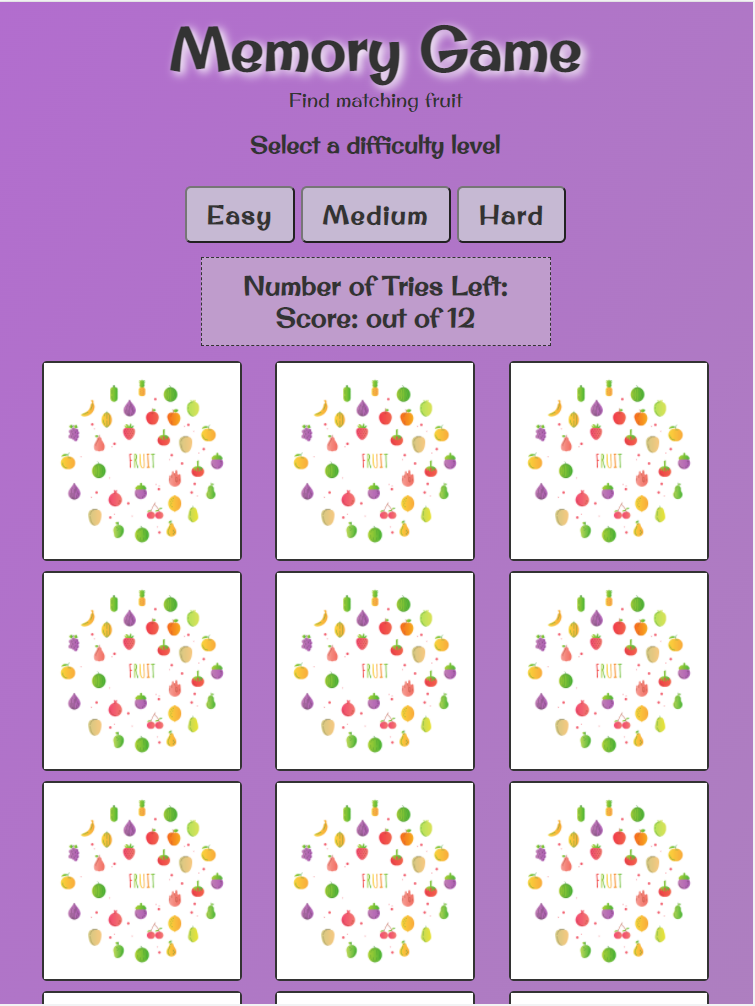 Memory Game
Find matching fruit
Select a difficulty level
Easy Medium Hard
Number of Tries Left:
Score: out of 12
FRUIT FRUIT FRUIT
FRUIT FRUIT FRUIT
FRUIT FRUIT FRUIT